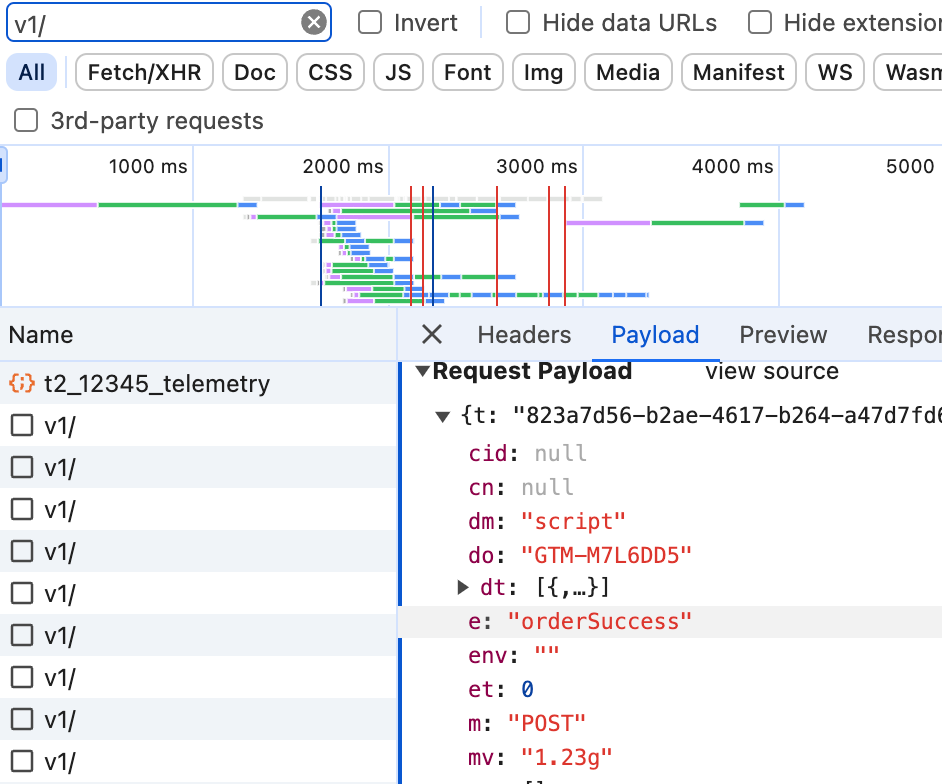 v1/
Invert
Hide data URLs
Hide extension
All
Fetch/XHR
Doc
CSS
JS
Font
Img
Media
Manifest
WS
Wasm
3rd-party requests
1000 ms
2000 ms
3000 ms
4000 ms
5000
Name
Headers
Payload
Preview
Respon
t2_12345_telemetry
v1/
v1/
v1/
v1/
v1/
v1/
v1/
v1/
v1/
Request Payload
view source
{t: "823a7d56-b2ae-4617-b264-a47d7fd6
cid: null
cn: null
dm: "script"
do: "GTM-M7L6DD5"
dt: [{,…}]
e: "orderSuccess"
env: ""
et: 0
m: "POST"
mv: "1.23g"